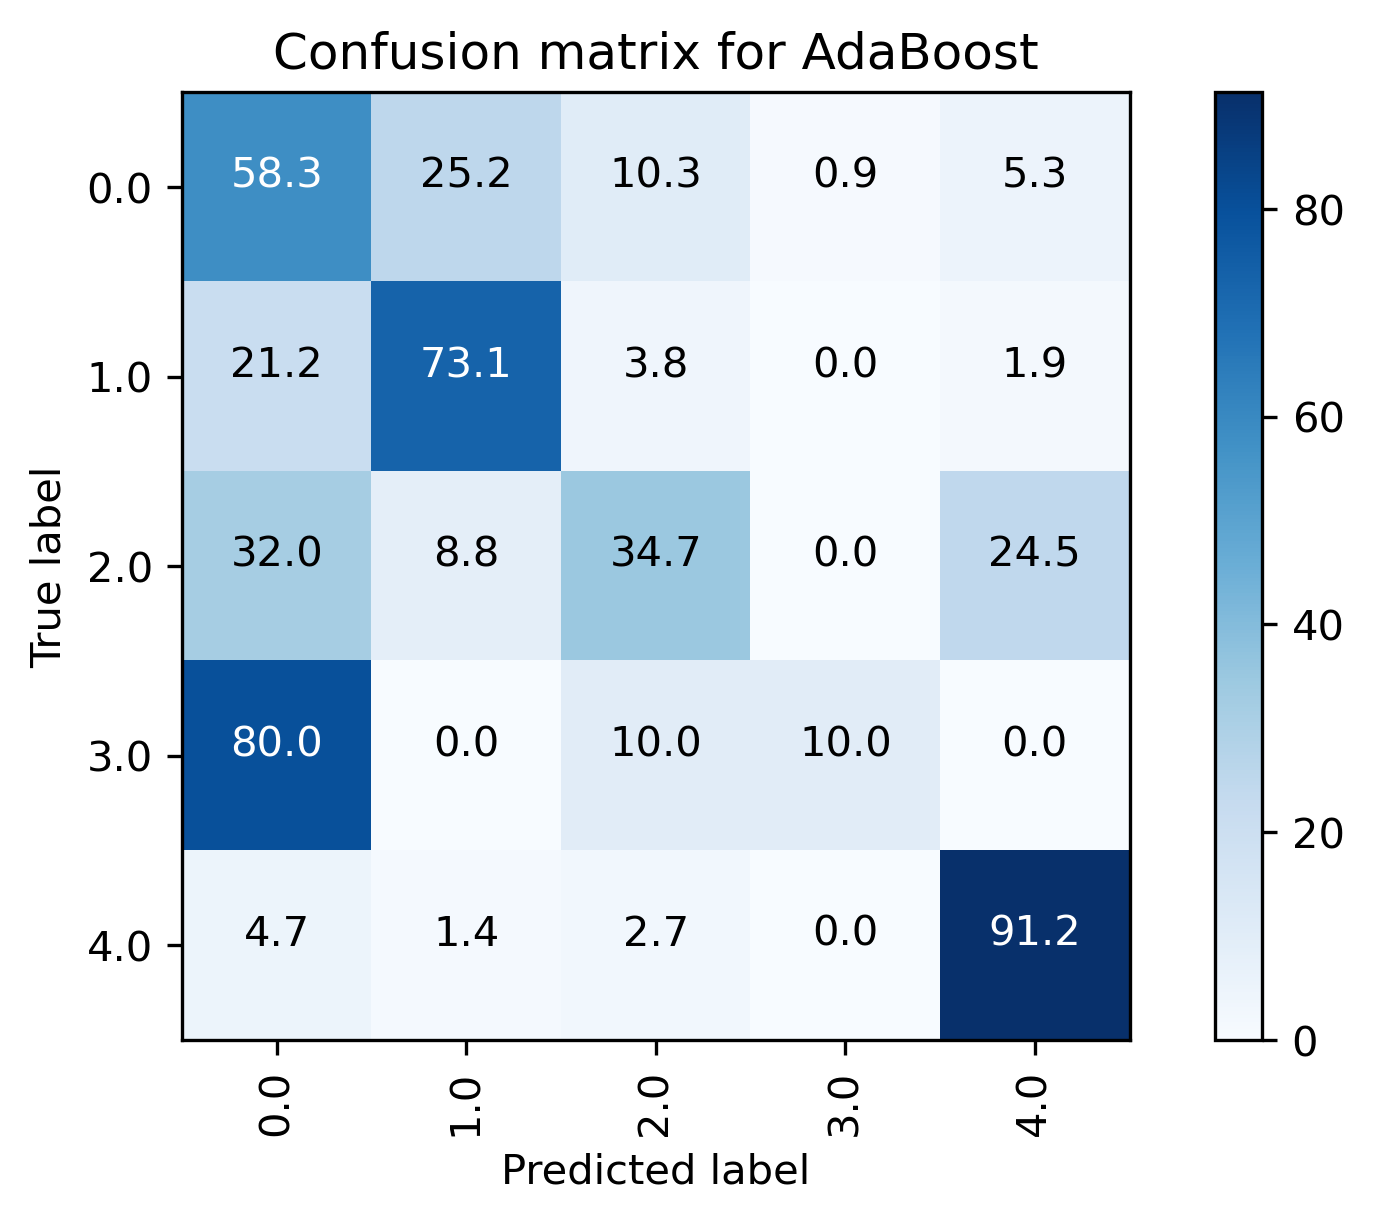 Confusion matrix for AdaBoost
0.0 58.3 25.2 10.3 0.9 5.3
1.0 21.2 73.1 3.8 0.0 1.9
2.0 32.0 8.8 34.7 0.0 24.5
3.0 80.0 0.0 10.0 10.0 0.0
4.0 4.7 1.4 2.7 0.0 91.2
0.0 1.0 2.0 3.0 4.0
Predicted label
True label
80
60
40
20
0